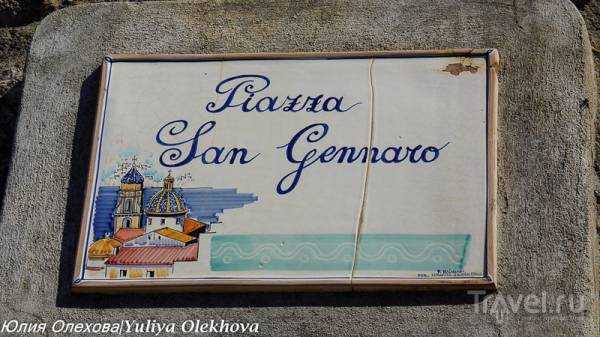 Piazza
San Gennaro
Юлия Олехова|Yuliya Olekhova
Travel.ru